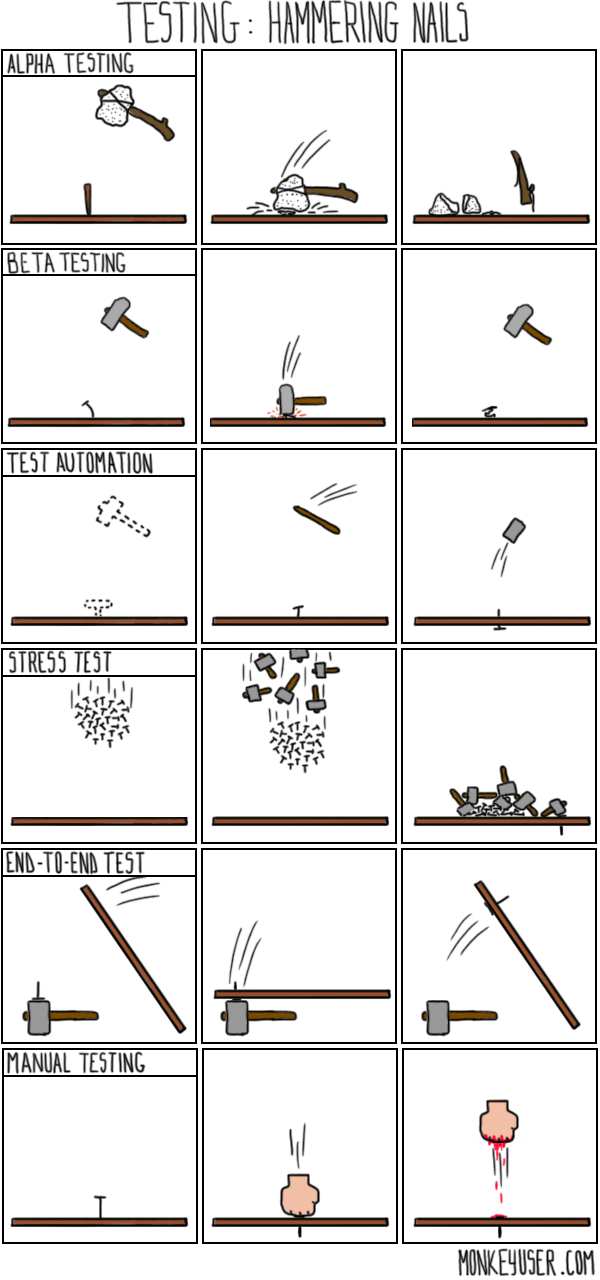 TESTING: HAMMERING NAILS
ALPHA TESTING
BETA TESTING
TEST AUTOMATION
STRESS TEST
END-TO-END TEST
MANUAL TESTING
MONKEYUSER.COM